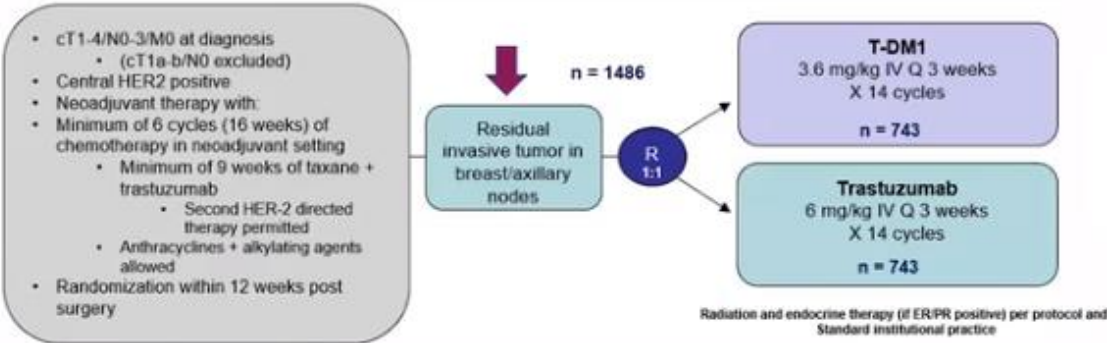 • cT1-4/N0-3/M0 at diagnosis
• (cT1a-b/N0 excluded)
• Central HER2 positive
• Neoadjuvant therapy with:
• Minimum of 6 cycles (16 weeks) of
chemotherapy in neoadjuvant setting
• Minimum of 9 weeks of taxane +
trastuzumab
• Second HER-2 directed
therapy permitted
• Anthracyclines + alkylating agents
allowed
• Randomization within 12 weeks post
surgery
n = 1486
Residual
invasive tumor in
breast/axillary
nodes
R
1:1
T-DM1
3.6 mg/kg IV Q 3 weeks
X 14 cycles
n = 743
Trastuzumab
6 mg/kg IV Q 3 weeks
X 14 cycles
n = 743
Radiation and endocrine therapy (if ER/PR positive) per protocol and
Standard institutional practice